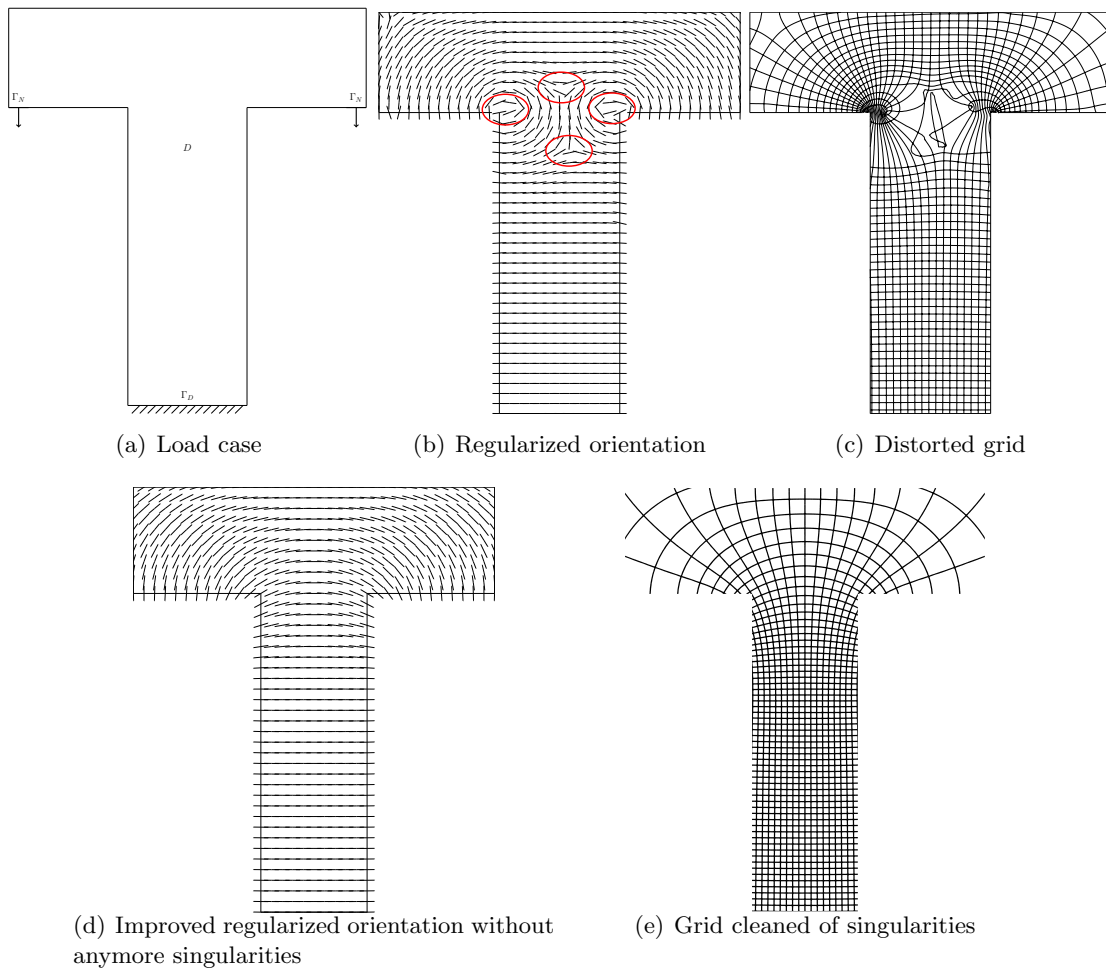 Γ_N
Γ_N
D
Γ_D
(a) Load case
(b) Regularized orientation
(c) Distorted grid
(d) Improved regularized orientation without
anymore singularities
(e) Grid cleaned of singularities